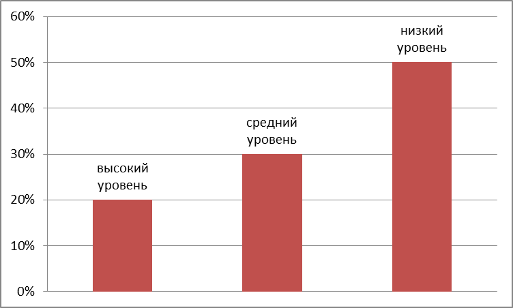 60%
50%
40%
30%
20%
10%
0%
высокий
уровень
средний
уровень
низкий
уровень